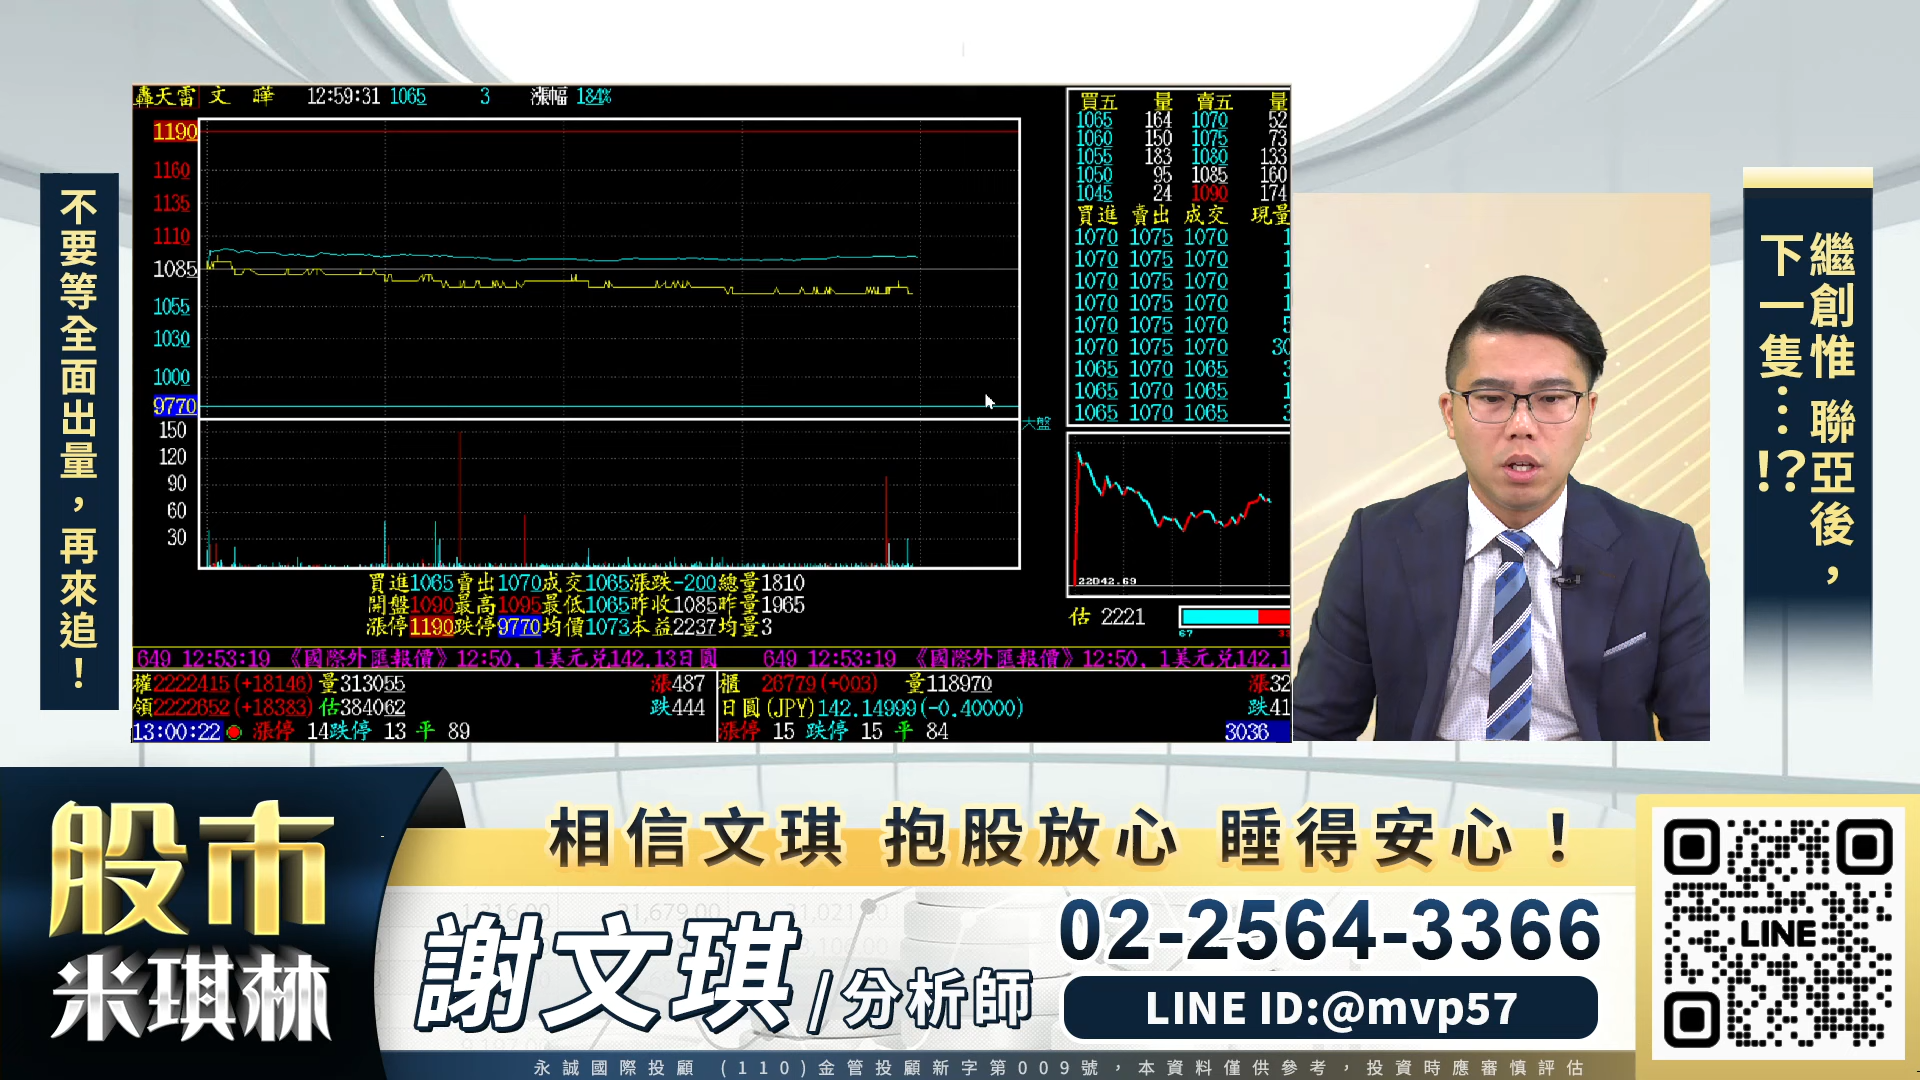 轟天雷 文 曄 12:59:31 1065 3 漲幅 184%
1190
1160
1135
1110
1085
1055
1030
1000
9770
150
120
90
60
30
大盤
買五 量 賣五 量
1065 164 1070 52
1060 150 1075 73
1055 183 1080 133
1050 95 1085 160
1045 24 1090 174
買進 賣出 成交 現量
1070 1075 1070 1
1070 1075 1070 1
1070 1075 1070 1
1070 1075 1070 1
1070 1075 1070 5
1070 1075 1070 30
1065 1070 1065 3
1065 1070 1065 1
1065 1070 1065 3
22042.69
估 2221
67
買進1065賣出1070成交1065漲跌-200總量1810
開盤1090最高1095最低1065昨收1085昨量1965
漲停1190跌停9770均價1073本益2237均量3
649 12:53:19 《國際外匯報價》12:50, 1美元兌142.13日圓 649 12:53:19 《國際外匯報價》12:50, 1美元兌142.1
權2222415(+18146)量313055 漲487
領2222652(+18383)估384062 跌444
13:00:22 漲停 14跌停 13 平 89
櫃 26779(+003) 量118970 漲32
日圓(JPY)142.14999(-0.40000) 跌41
漲停 15 跌停 15 平 84 3036
不要等全面出量，再來追！
繼創惟 聯亞後，
下一隻…!?
股市
米琪林
相信文琪 抱股放心 睡得安心！
謝文琪/分析師
02-2564-3366
LINE ID:@mvp57
LINE
永誠國際投顧 (110)金管投顧新字第009號，本資料僅供參考，投資時應審慎評估